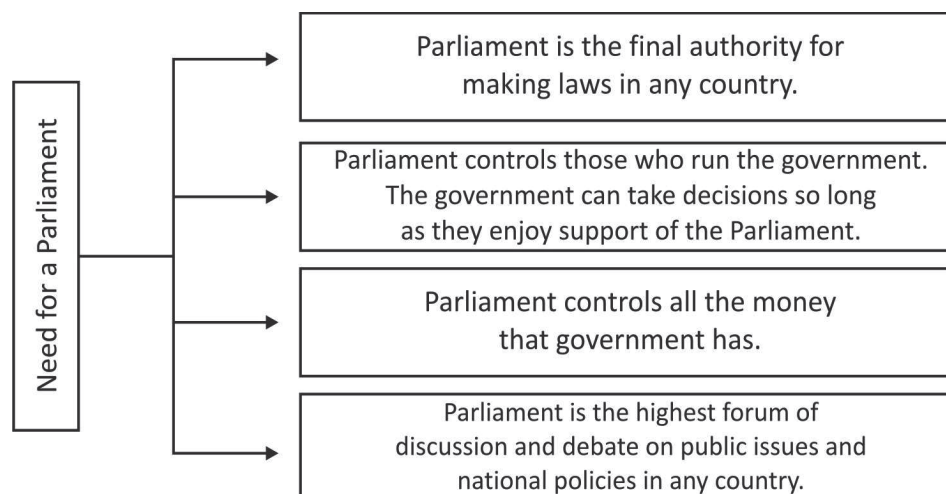 Need for a Parliament
Parliament is the final authority for
making laws in any country.
Parliament controls those who run the government.
The government can take decisions so long
as they enjoy support of the Parliament.
Parliament controls all the money
that government has.
Parliament is the highest forum of
discussion and debate on public issues and
national policies in any country.